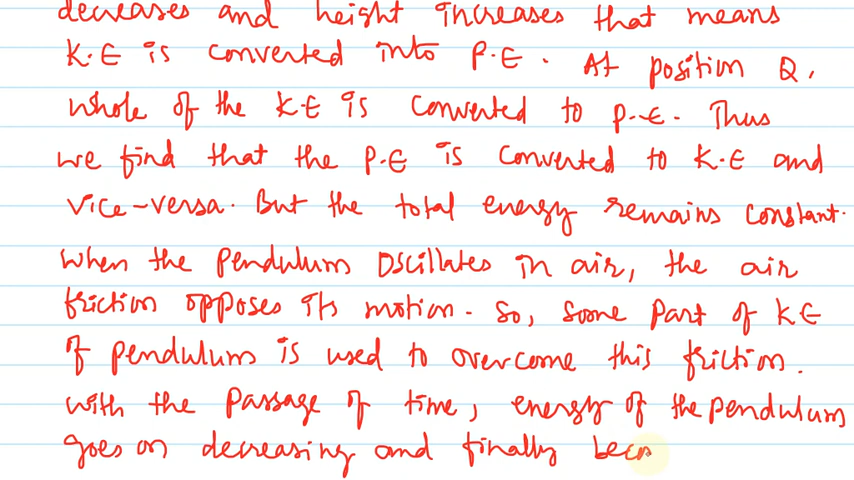 decreases and height increases that means
K.E is converted into P.E. At position Q,
whole of the K.E is converted to P.E. Thus
we find that the P.E is converted to K.E and
vice-versa. But the total energy remains constant.
when the pendulum oscillates in air, the air
friction opposes its motion. So, some part of KE
of pendulum is used to overcome this friction.
with the passage of time, energy of the pendulum
goes on decreasing and finally beco